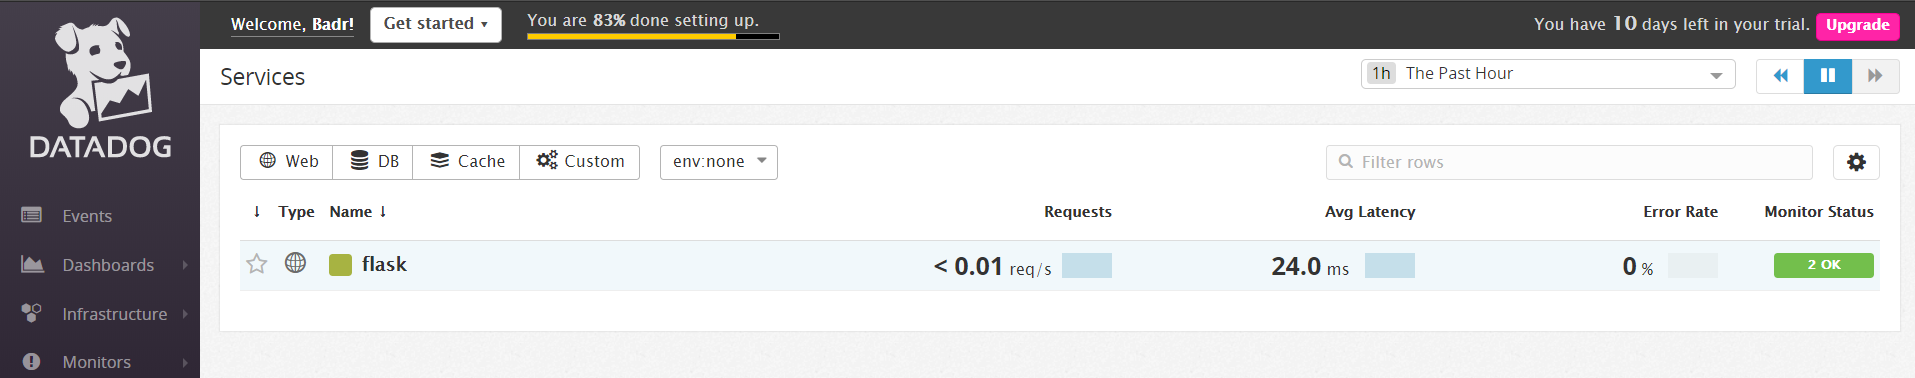 Welcome, Badr!
Get started
You are 83% done setting up.
You have 10 days left in your trial.
Upgrade
DATADOG
Events
Dashboards
Infrastructure
Monitors
Services
1h The Past Hour
Web
DB
Cache
Custom
env:none
Filter rows
↓ Type Name ↓ Requests Avg Latency Error Rate Monitor Status
flask < 0.01 req/s 24.0 ms 0 % 2 OK